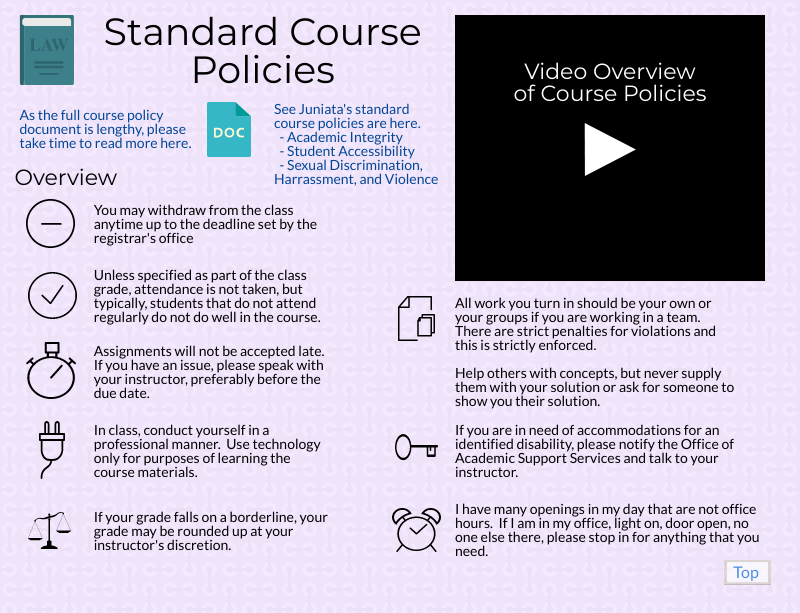 LAW
Standard Course
Policies
As the full course policy
document is lengthy, please
take time to read more here.
DOC
See Juniata's standard
course policies are here.
- Academic Integrity
- Student Accessibility
- Sexual Discrimination,
Harrassment, and Violence
Video Overview
of Course Policies
Overview
You may withdraw from the class
anytime up to the deadline set by the
registrar's office
Unless specified as part of the class
grade, attendance is not taken, but
typically, students that do not attend
regularly do not do well in the course.
Assignments will not be accepted late.
If you have an issue, please speak with
your instructor, preferably before the
due date.
In class, conduct yourself in a
professional manner.  Use technology
only for purposes of learning the
course materials.
If your grade falls on a borderline, your
grade may be rounded up at your
instructor's discretion.
All work you turn in should be your own or
your groups if you are working in a team.
There are strict penalties for violations and
this is strictly enforced.
Help others with concepts, but never supply
them with your solution or ask for someone to
show you their solution.
If you are in need of accommodations for an
identified disability, please notify the Office of
Academic Support Services and talk to your
instructor.
I have many openings in my day that are not office
hours.  If I am in my office, light on, door open, no
one else there, please stop in for anything that you
need.
Top